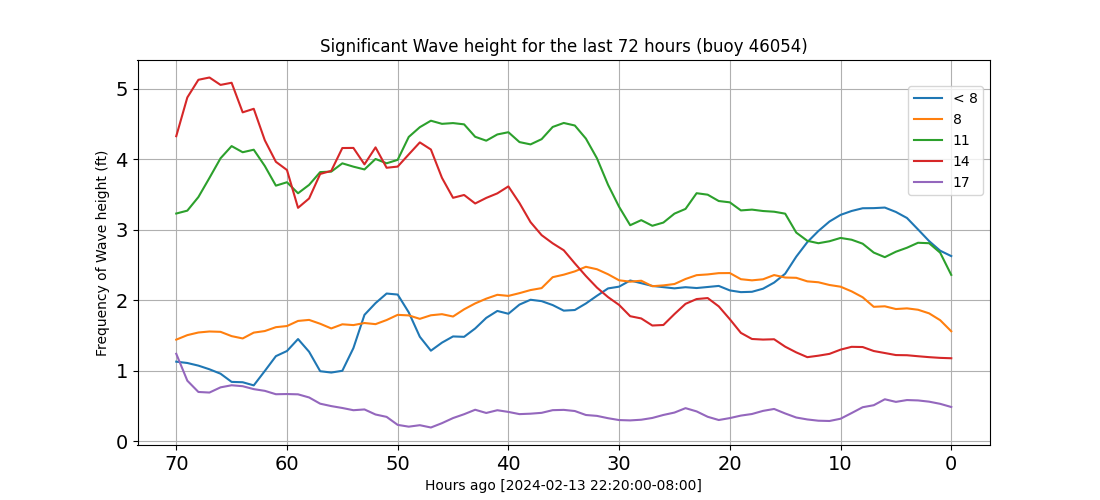 Significant Wave height for the last 72 hours (buoy 46054)
Frequency of Wave height (ft)
5
4
3
2
1
0
< 8
8
11
14
17
70 60 50 40 30 20 10 0
Hours ago [2024-02-13 22:20:00-08:00]